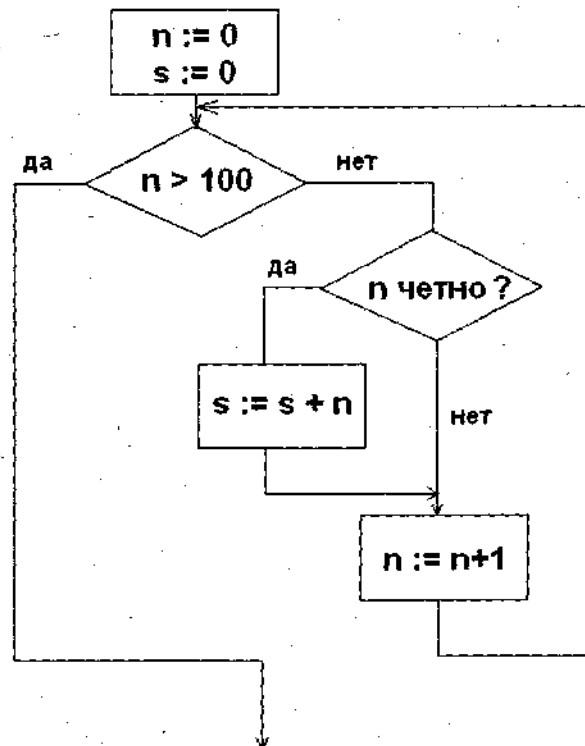 n := 0
s := 0
да
n > 100
нет
да
n четно ?
s := s + n
нет
n := n+1